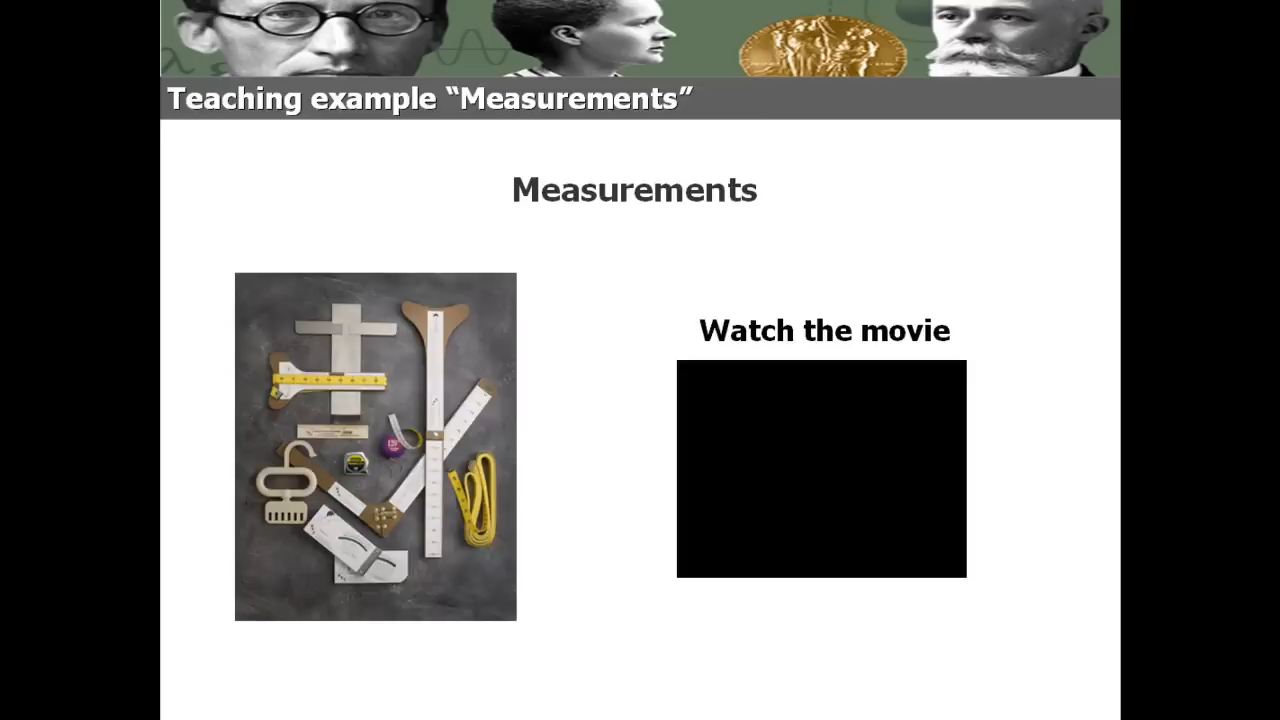 Teaching example “Measurements”
Measurements
Watch the movie